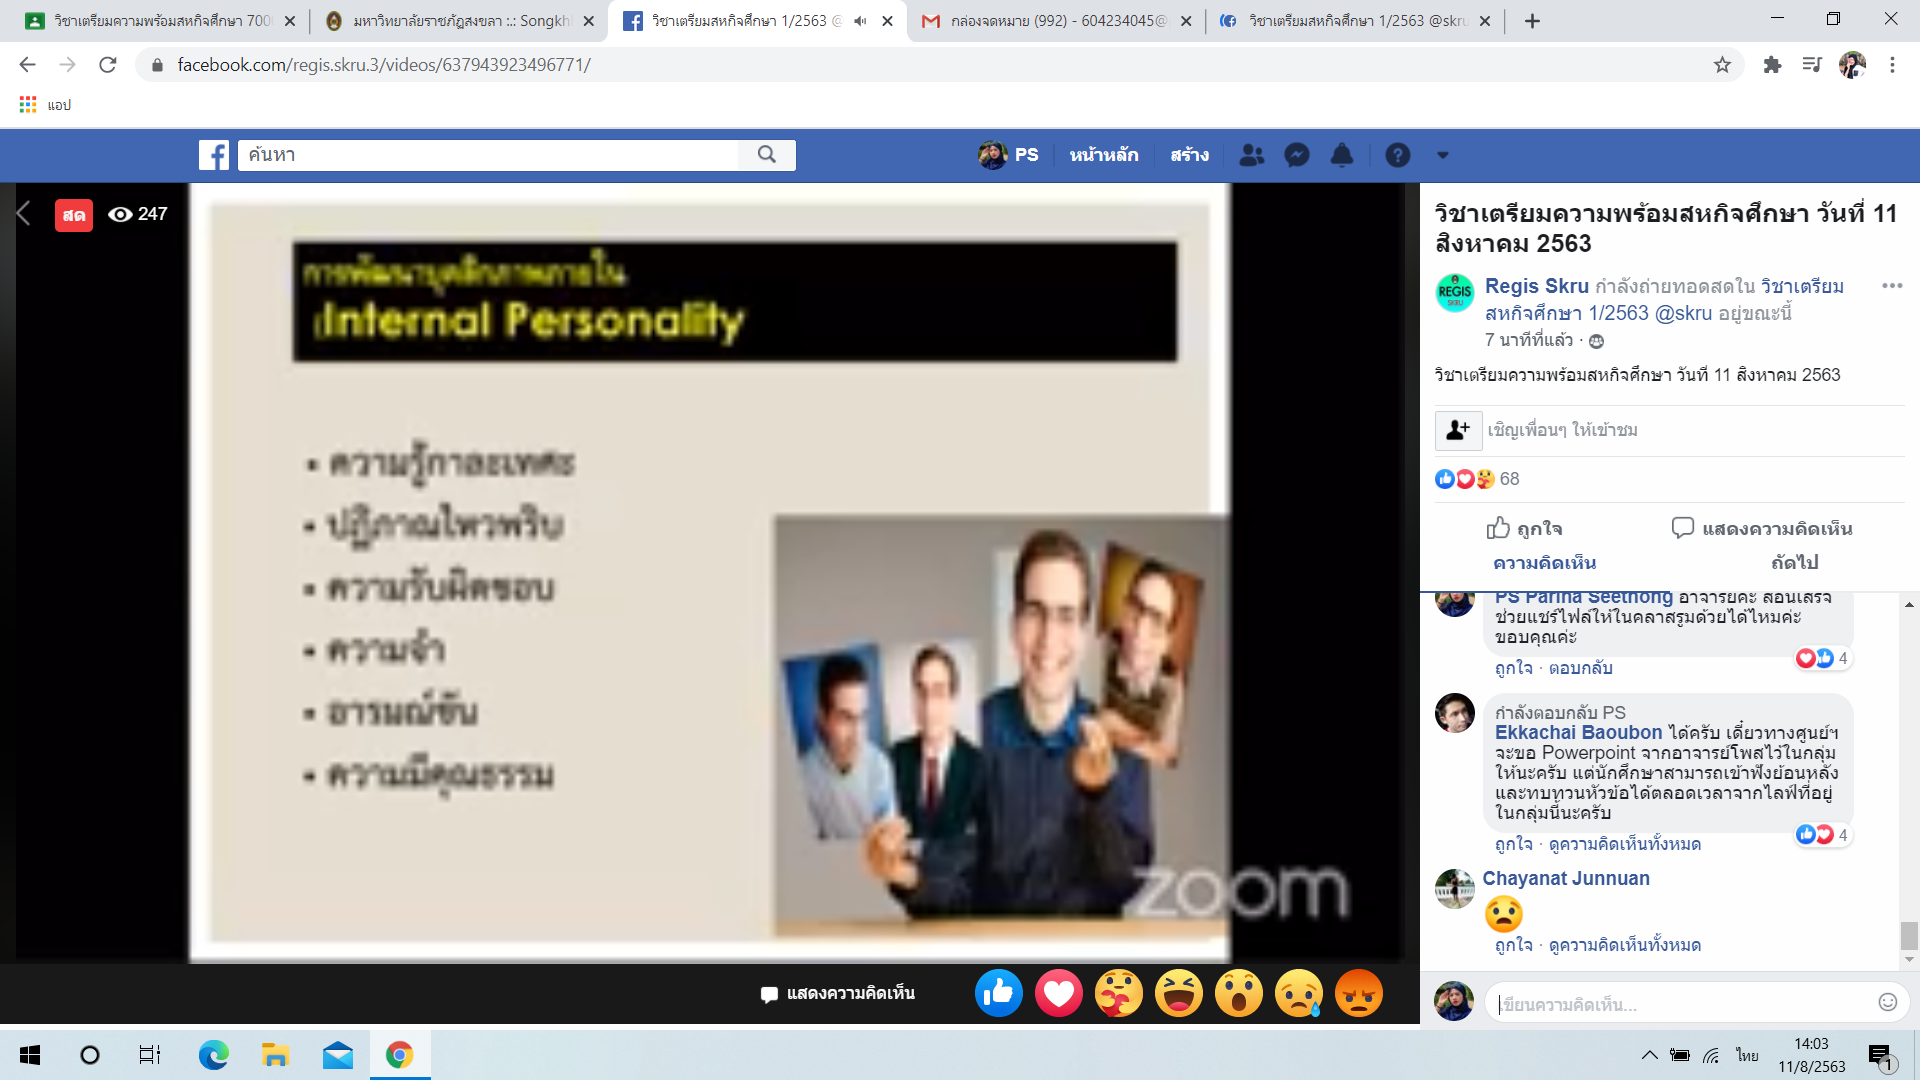 วิชาเตรียมความพร้อมสหกิจศึกษา 700
มหาวิทยาลัยราชภัฏสงขลา :.: Songkh
วิชาเตรียมสหกิจศึกษา 1/2563 @
กล่องจดหมาย (992) - 604234045@
วิชาเตรียมสหกิจศึกษา 1/2563 @skru
facebook.com/regis.skru.3/videos/637943923496771/
แอป
ค้นหา
PS
หน้าหลัก
สร้าง
สด
247
การพัฒนาบุคลิกภาพภายใน
Internal Personality
• ความรู้กาละเทศะ
• ปฏิภาณไหวพริบ
• ความรับผิดชอบ
• ความจำ
• อารมณ์ขัน
• ความมีคุณธรรม
zoom
แสดงความคิดเห็น
วิชาเตรียมความพร้อมสหกิจศึกษา วันที่ 11
สิงหาคม 2563
REGIS
SKRU
Regis Skru กำลังถ่ายทอดสดใน วิชาเตรียม
สหกิจศึกษา 1/2563 @skru อยู่ขณะนี้
7 นาทีที่แล้ว ·
วิชาเตรียมความพร้อมสหกิจศึกษา วันที่ 11 สิงหาคม 2563
เชิญเพื่อนๆ ให้เข้าชม
68
ถูกใจ
แสดงความคิดเห็น
ความคิดเห็น
ถัดไป
PS Parina Seethong อาจารย์คะ สอนเสร็จ
ช่วยแชร์ไฟล์ให้ในคลาสรูมด้วยได้ไหมค่ะ
ขอบคุณค่ะ
4
ถูกใจ · ตอบกลับ
กำลังตอบกลับ PS
Ekkachai Baoubon ได้ครับ เดี๋ยวทางศูนย์ฯ
จะขอ Powerpoint จากอาจารย์โพสไว้ในกลุ่ม
ให้นะครับ แต่นักศึกษาสามารถเข้าฟังย้อนหลัง
และทบทวนหัวข้อได้ตลอดเวลาจากไลฟ์ที่อยู่
ในกลุ่มนี้นะครับ
4
ถูกใจ · ดูความคิดเห็นทั้งหมด
Chayanat Junnuan
ถูกใจ · ดูความคิดเห็นทั้งหมด
เขียนความคิดเห็น...
ไทย
14:03
11/8/2563
1